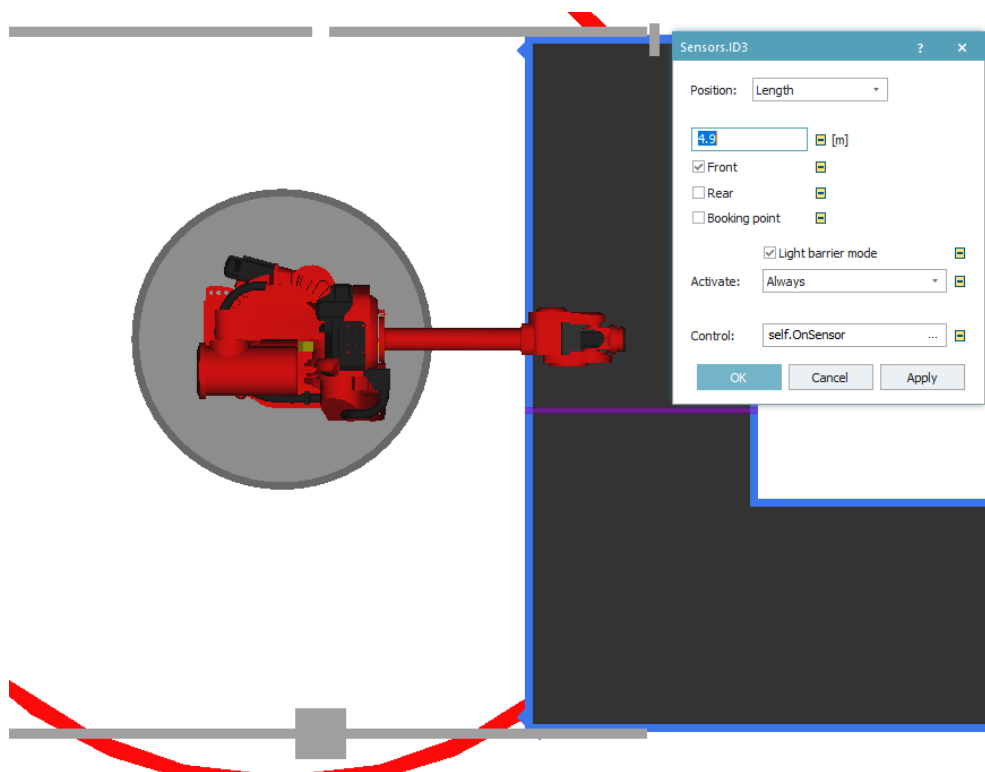 Sensors.ID3 ? ×
Position: Length
4.9 [m]
Front
Rear
Booking point
Light barrier mode
Activate: Always
Control: self.OnSensor ...
OK Cancel Apply